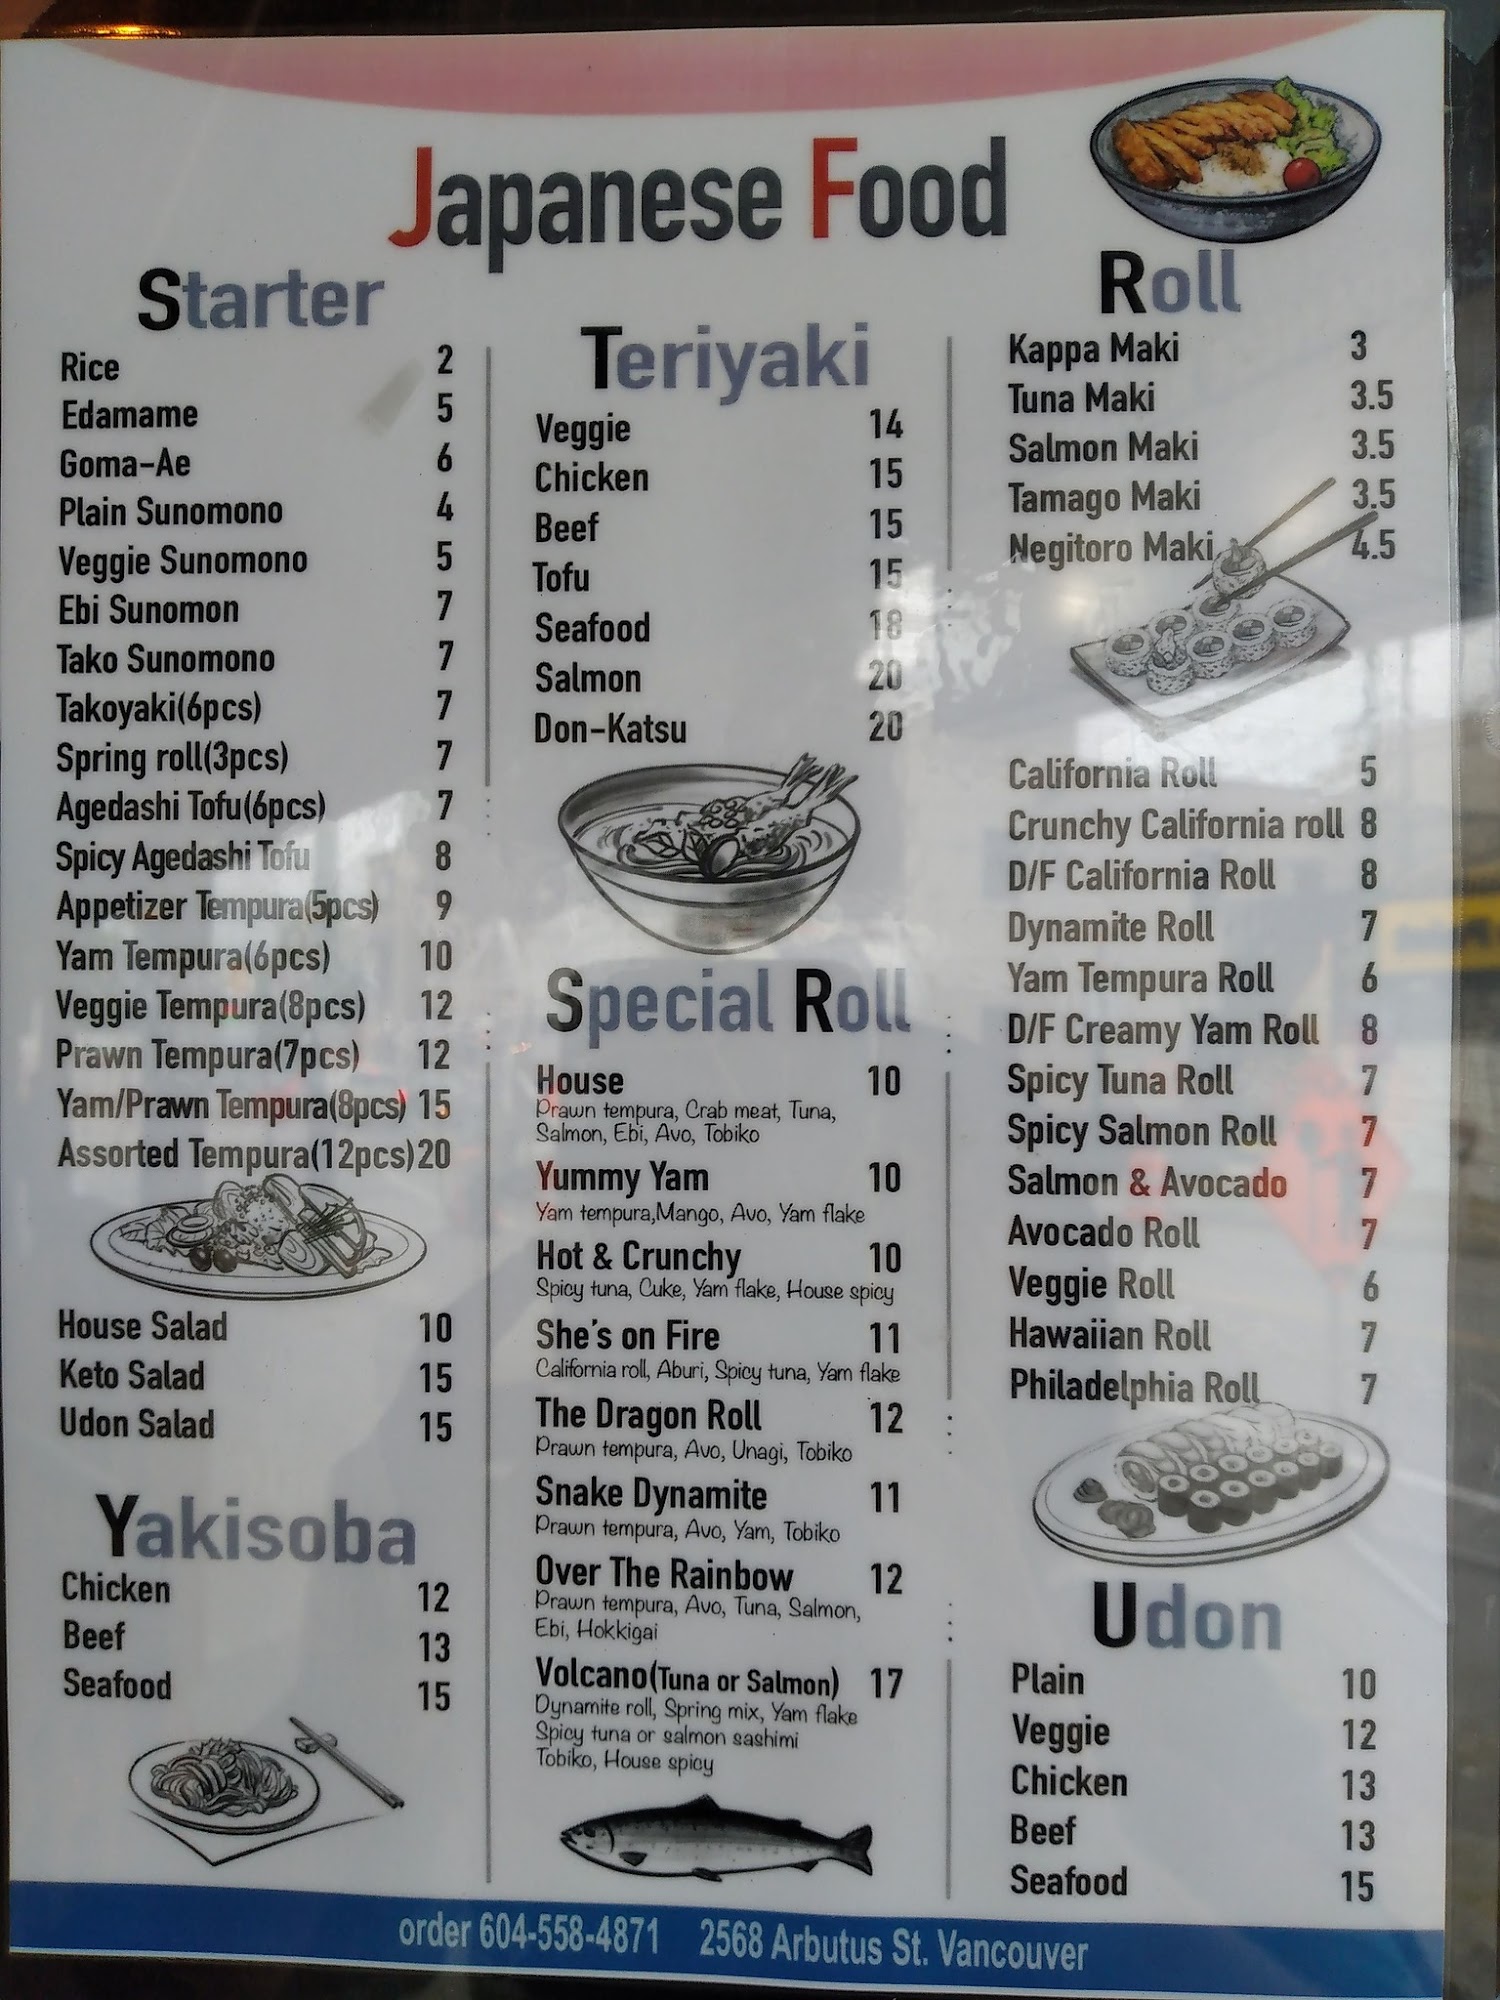 Japanese Food
Starter
Rice 2
Edamame 5
Goma-Ae 6
Plain Sunomono 4
Veggie Sunomono 5
Ebi Sunomon 7
Tako Sunomono 7
Takoyaki(6pcs) 7
Spring roll(3pcs) 7
Agedashi Tofu(6pcs) 7
Spicy Agedashi Tofu 8
Appetizer Tempura(5pcs) 9
Yam Tempura(6pcs) 10
Veggie Tempura(8pcs) 12
Prawn Tempura(7pcs) 12
Yam/Prawn Tempura(8pcs) 15
Assorted Tempura(12pcs) 20
House Salad 10
Keto Salad 15
Udon Salad 15
Yakisoba
Chicken 12
Beef 13
Seafood 15
Teriyaki
Veggie 14
Chicken 15
Beef 15
Tofu 15
Seafood 18
Salmon 20
Don-Katsu 20
Special Roll
House 10
Prawn tempura, Crab meat, Tuna,
Salmon, Ebi, Avo, Tobiko
Yummy Yam 10
Yam tempura,Mango, Avo, Yam flake
Hot & Crunchy 10
Spicy tuna, Cuke, Yam flake, House spicy
She's on Fire 11
California roll, Aburi, Spicy tuna, Yam flake
The Dragon Roll 12
Prawn tempura, Avo, Unagi, Tobiko
Snake Dynamite 11
Prawn tempura, Avo, Yam, Tobiko
Over The Rainbow 12
Prawn tempura, Avo, Tuna, Salmon,
Ebi, Hokkigai
Volcano(Tuna or Salmon) 17
Dynamite roll, Spring mix, Yam flake
Spicy tuna or salmon sashimi
Tobiko, House spicy
Roll
Kappa Maki 3
Tuna Maki 3.5
Salmon Maki 3.5
Tamago Maki 3.5
Negitoro Maki 4.5
California Roll 5
Crunchy California roll 8
D/F California Roll 8
Dynamite Roll 7
Yam Tempura Roll 6
D/F Creamy Yam Roll 8
Spicy Tuna Roll 7
Spicy Salmon Roll 7
Salmon & Avocado 7
Avocado Roll 7
Veggie Roll 6
Hawaiian Roll 7
Philadelphia Roll 7
Udon
Plain 10
Veggie 12
Chicken 13
Beef 13
Seafood 15
order 604-558-4871 2568 Arbutus St. Vancouver